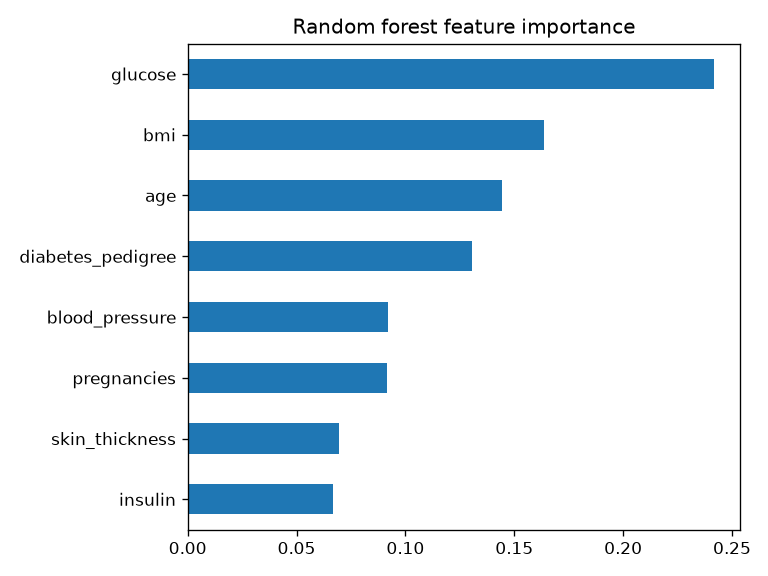 Random forest feature importance
glucose
bmi
age
diabetes_pedigree
blood_pressure
pregnancies
skin_thickness
insulin
0.00 0.05 0.10 0.15 0.20 0.25